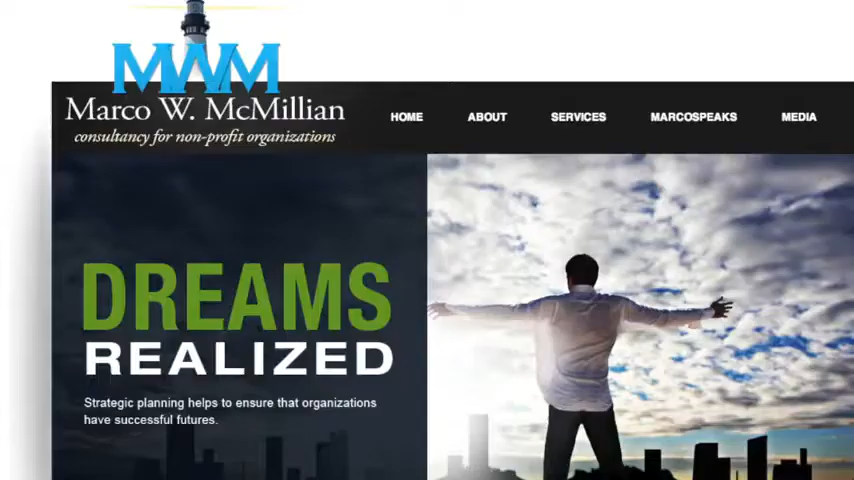 MWM
Marco W. McMillian
consultancy for non-profit organizations
HOME ABOUT SERVICES MARCOSPEAKS MEDIA
DREAMS
REALIZED
Strategic planning helps to ensure that organizations
have successful futures.